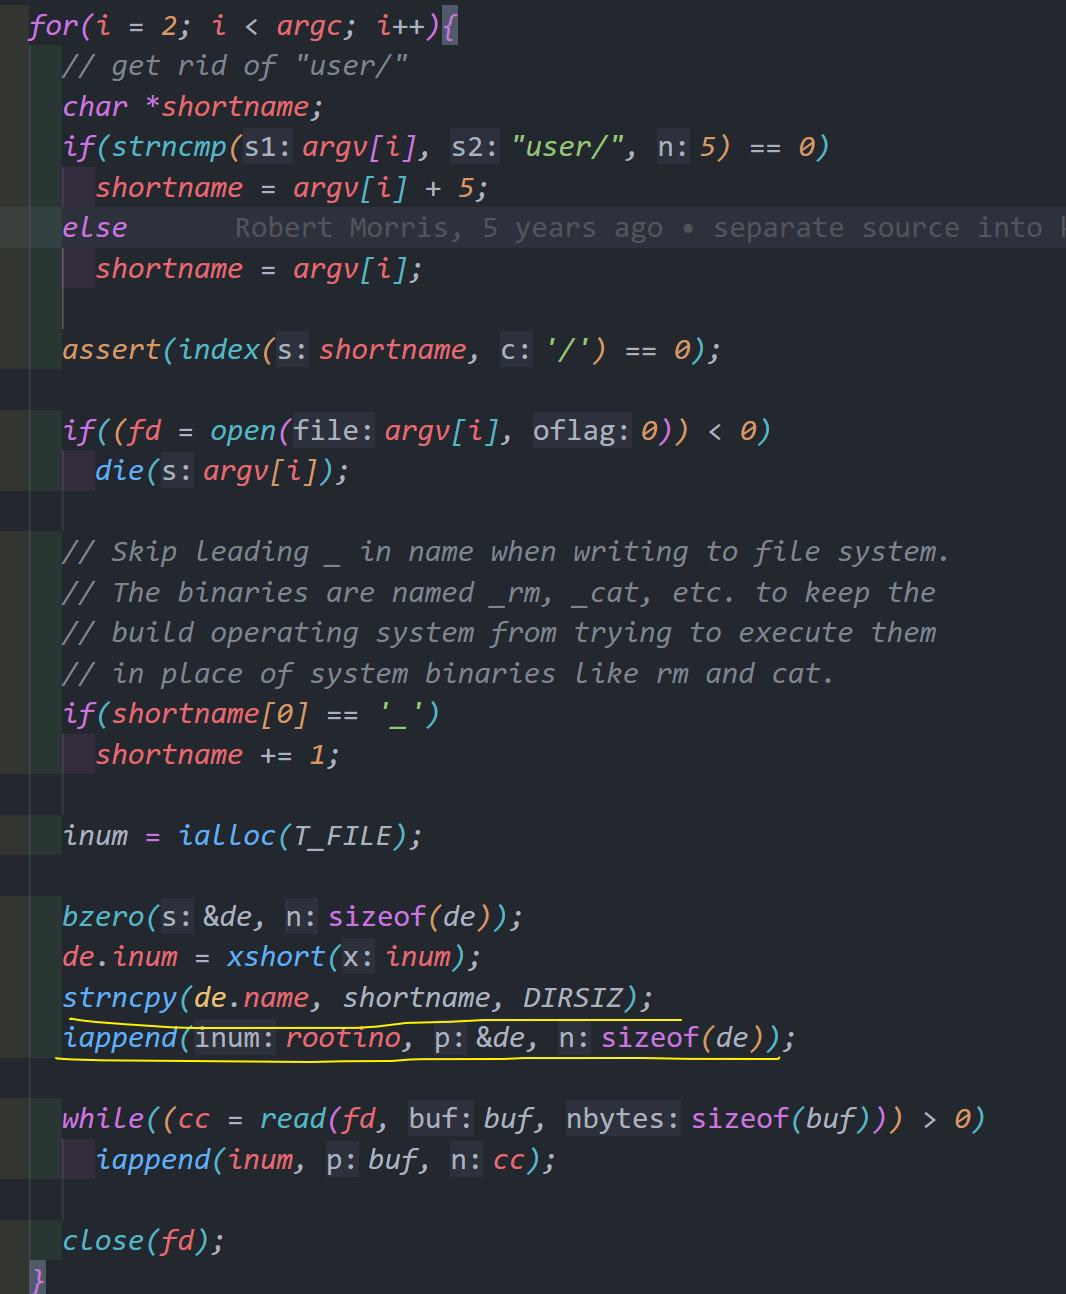 for(i = 2; i < argc; i++){
// get rid of "user/"
char *shortname;
if(strncmp(s1: argv[i], s2: "user/", n: 5) == 0)
shortname = argv[i] + 5;
else Robert Morris, 5 years ago • separate source into
shortname = argv[i];
assert(index(s: shortname, c: '/') == 0);
if((fd = open(file: argv[i], oflag: 0)) < 0)
die(s: argv[i]);
// Skip leading _ in name when writing to file system.
// The binaries are named _rm, _cat, etc. to keep the
// build operating system from trying to execute them
// in place of system binaries like rm and cat.
if(shortname[0] == '_')
shortname += 1;
inum = ialloc(T_FILE);
bzero(s: &de, n: sizeof(de));
de.inum = xshort(x: inum);
strncpy(de.name, shortname, DIRSIZ);
iappend(inum: rootino, p: &de, n: sizeof(de));
while((cc = read(fd, buf: buf, nbytes: sizeof(buf))) > 0)
iappend(inum, p: buf, n: cc);
close(fd);
}